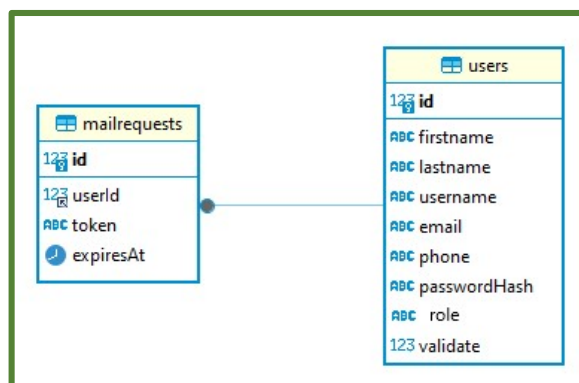 mailrequests
123 id
123 userId
ABC token
expiresAt
users
123 id
ABC firstname
ABC lastname
ABC username
ABC email
ABC phone
ABC passwordHash
ABC role
123 validate